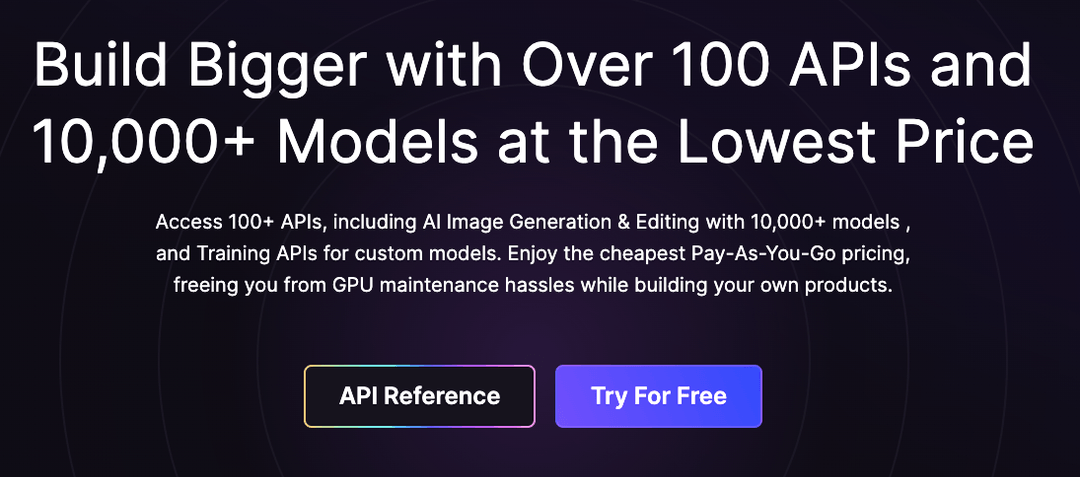 Build Bigger with Over 100 APIs and
10,000+ Models at the Lowest Price
Access 100+ APIs, including AI Image Generation & Editing with 10,000+ models ,
and Training APIs for custom models. Enjoy the cheapest Pay-As-You-Go pricing,
freeing you from GPU maintenance hassles while building your own products.
API Reference
Try For Free